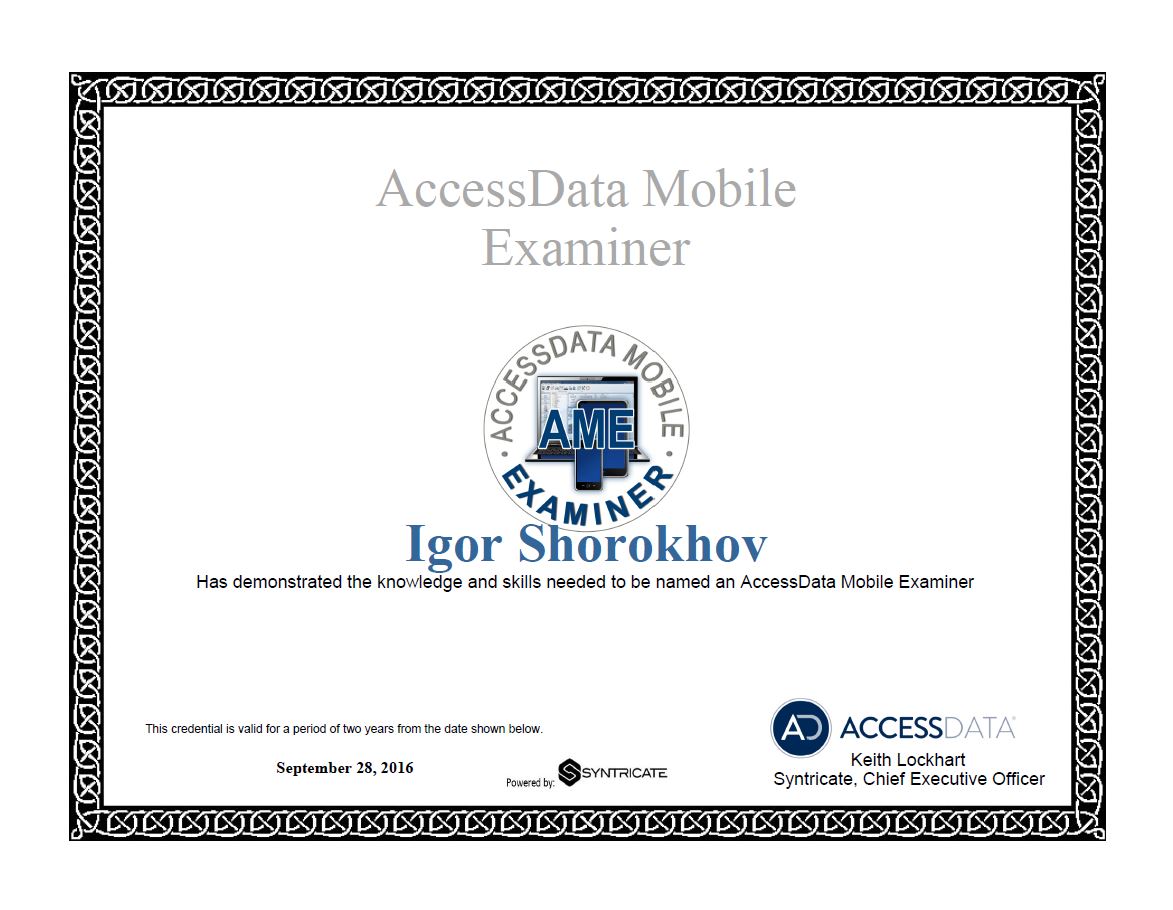 AccessData Mobile
Examiner
ACCESSDATA MOBILE
AME
EXAMINER
Igor Shorokhov
Has demonstrated the knowledge and skills needed to be named an AccessData Mobile Examiner
This credential is valid for a period of two years from the date shown below.
September 28, 2016
Powered by: SYNTRICATE
AD ACCESSDATA®
Keith Lockhart
Syntricate, Chief Executive Officer